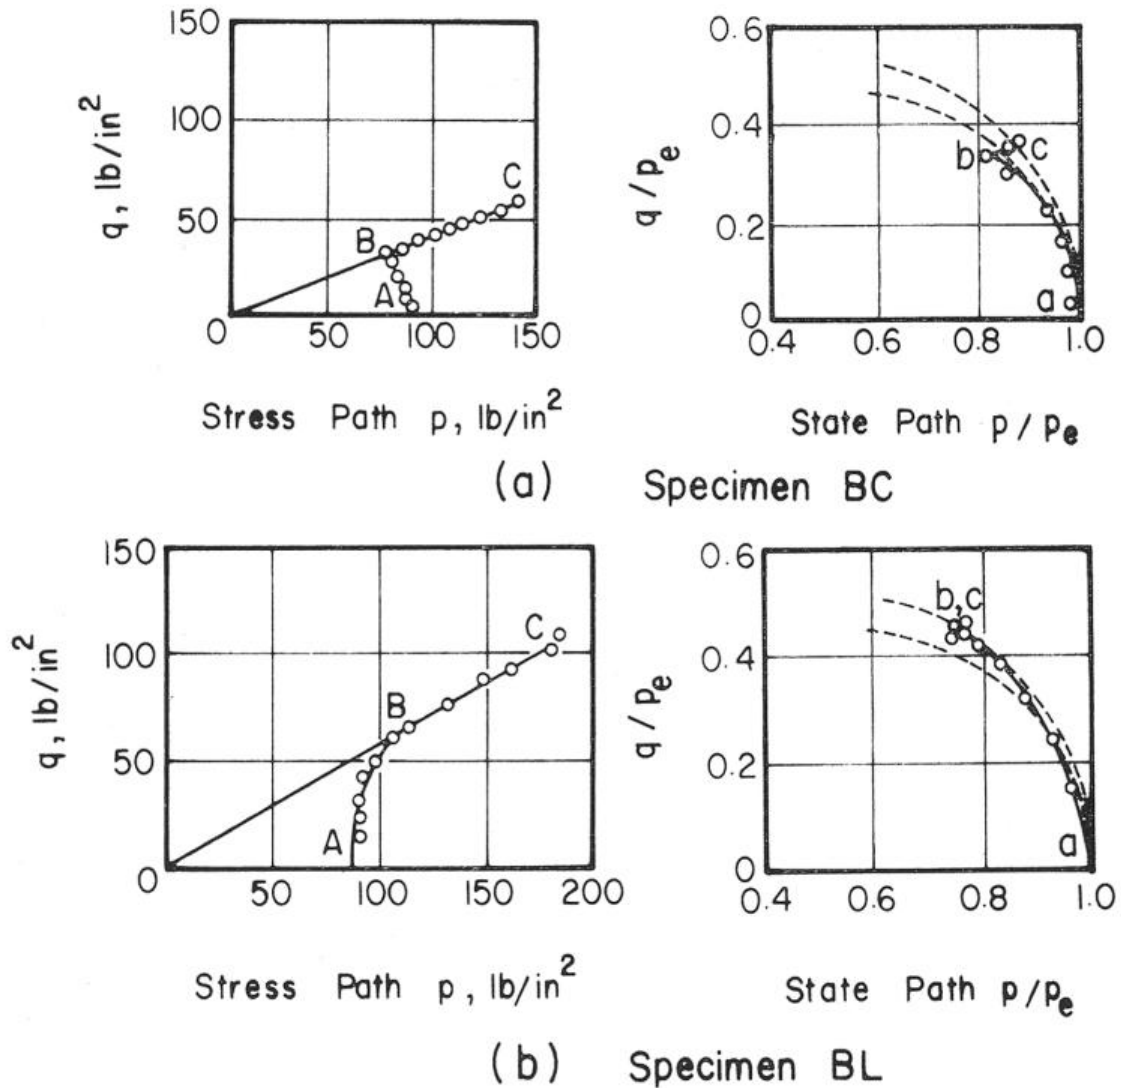 150
100
50
0
50
100
150
q, lb/in²
A
B
C
Stress Path p, lb/in²
0.6
0.4
0.2
0
0.4
0.6
0.8
1.0
q/pₑ
a
b
c
State Path p/pₑ
(a) Specimen BC
150
100
50
0
50
100
150
200
q, lb/in²
A
B
C
Stress Path p, lb/in²
0.6
0.4
0.2
0
0.4
0.6
0.8
1.0
q/pₑ
a
b,c
State Path p/pₑ
(b) Specimen BL